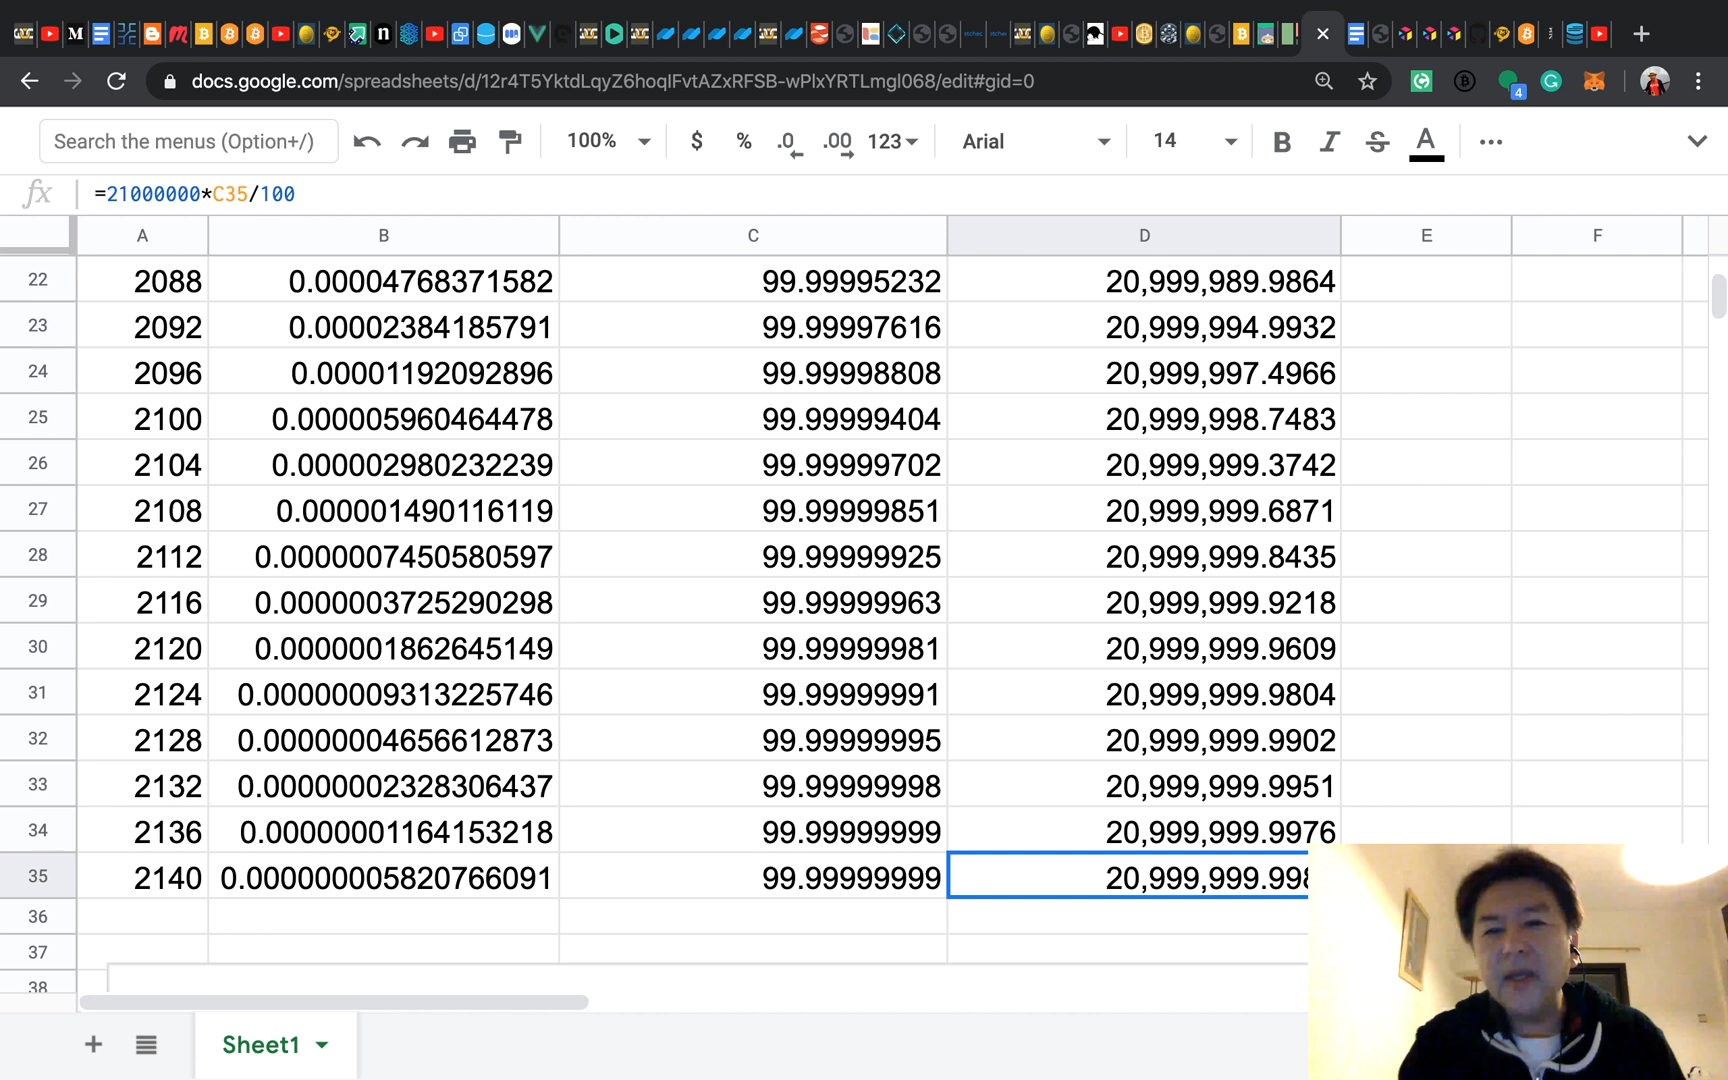 docs.google.com/spreadsheets/d/12r4T5YktdLqyZ6hoqIFvtAZxRFSB-wPlxYRTLmgl068/edit#gid=0
4
Search the menus (Option+/)
100% $ % .0 .00 123 Arial 14 B I S A
fx =21000000*C35/100
A B C D E F
22 2088 0.00004768371582 99.99995232 20,999,989.9864
23 2092 0.00002384185791 99.99997616 20,999,994.9932
24 2096 0.00001192092896 99.99998808 20,999,997.4966
25 2100 0.000005960464478 99.99999404 20,999,998.7483
26 2104 0.000002980232239 99.99999702 20,999,999.3742
27 2108 0.000001490116119 99.99999851 20,999,999.6871
28 2112 0.0000007450580597 99.99999925 20,999,999.8435
29 2116 0.0000003725290298 99.99999963 20,999,999.9218
30 2120 0.0000001862645149 99.99999981 20,999,999.9609
31 2124 0.00000009313225746 99.99999991 20,999,999.9804
32 2128 0.00000004656612873 99.99999995 20,999,999.9902
33 2132 0.00000002328306437 99.99999998 20,999,999.9951
34 2136 0.00000001164153218 99.99999999 20,999,999.9976
35 2140 0.000000005820766091 99.99999999 20,999,999.998
36
37
38
Sheet1